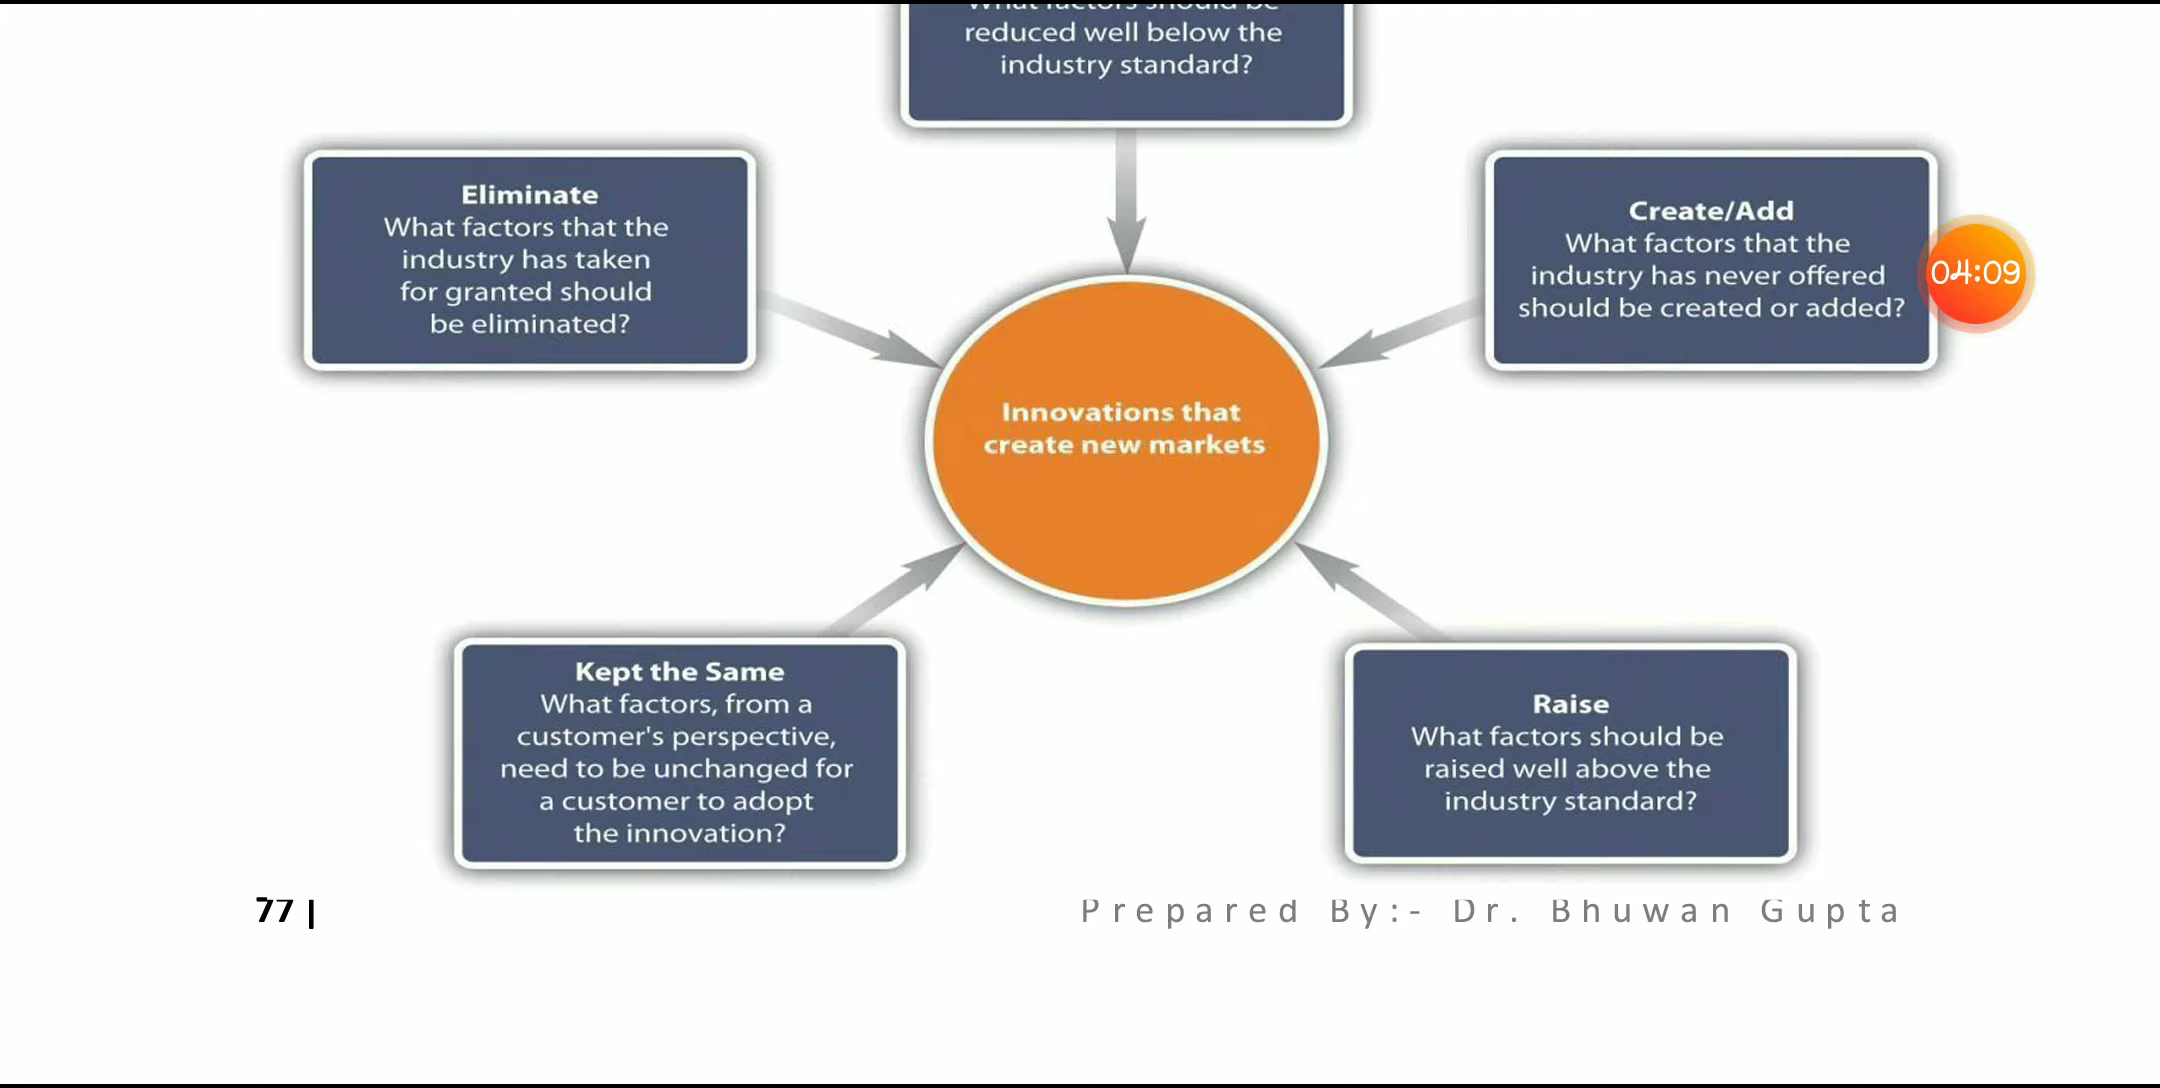 What factors should be
reduced well below the
industry standard?
Eliminate
What factors that the
industry has taken
for granted should
be eliminated?
Create/Add
What factors that the
industry has never offered
should be created or added?
04:09
Innovations that
create new markets
Kept the Same
What factors, from a
customer's perspective,
need to be unchanged for
a customer to adopt
the innovation?
Raise
What factors should be
raised well above the
industry standard?
77 |
Prepared By:- Dr. Bhuwan Gupta